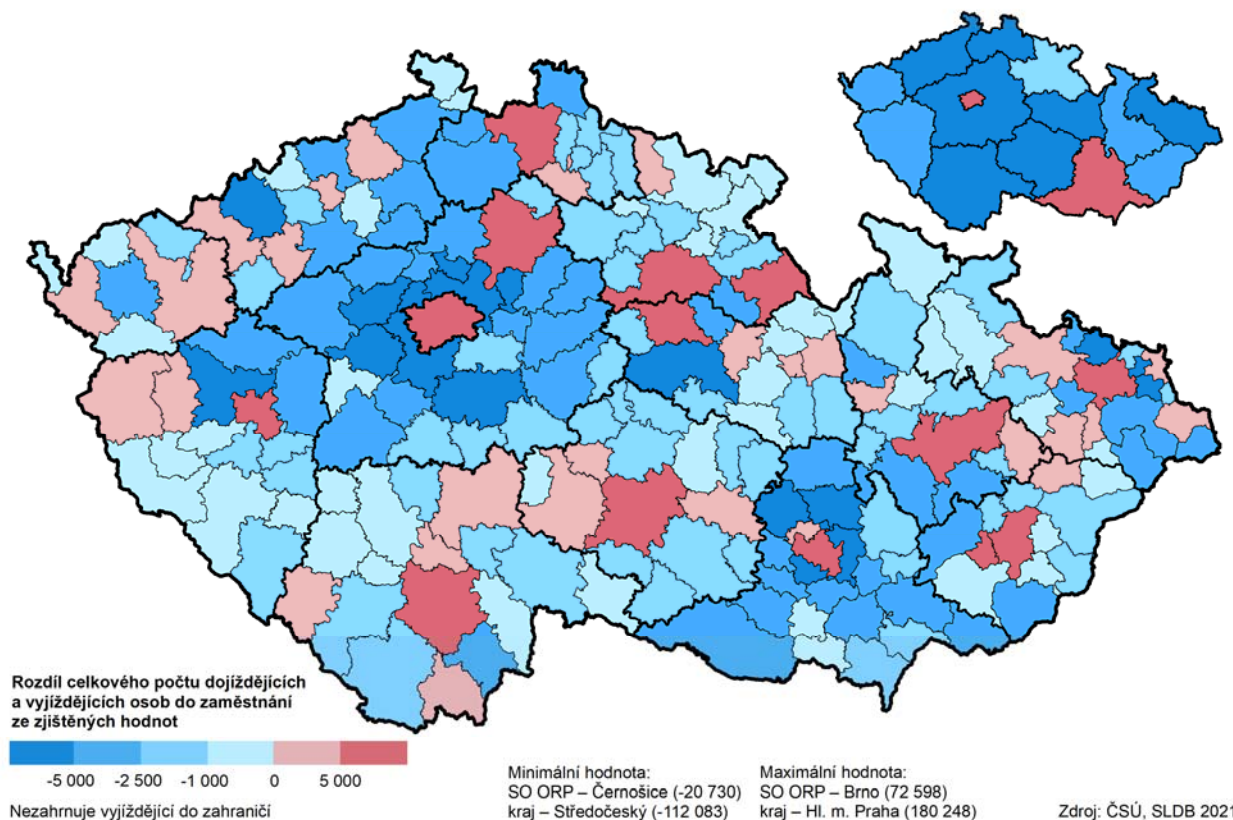 Rozdíl celkového počtu dojíždějících
a vyjíždějících osob do zaměstnání
ze zjištěných hodnot
-5 000 -2 500 -1 000 0 5 000
Nezahrnuje vyjíždějící do zahraničí
Minimální hodnota:
SO ORP – Černošice (-20 730)
kraj – Středočeský (-112 083)
Maximální hodnota:
SO ORP – Brno (72 598)
kraj – Hl. m. Praha (180 248)
Zdroj: ČSÚ, SLDB 2021